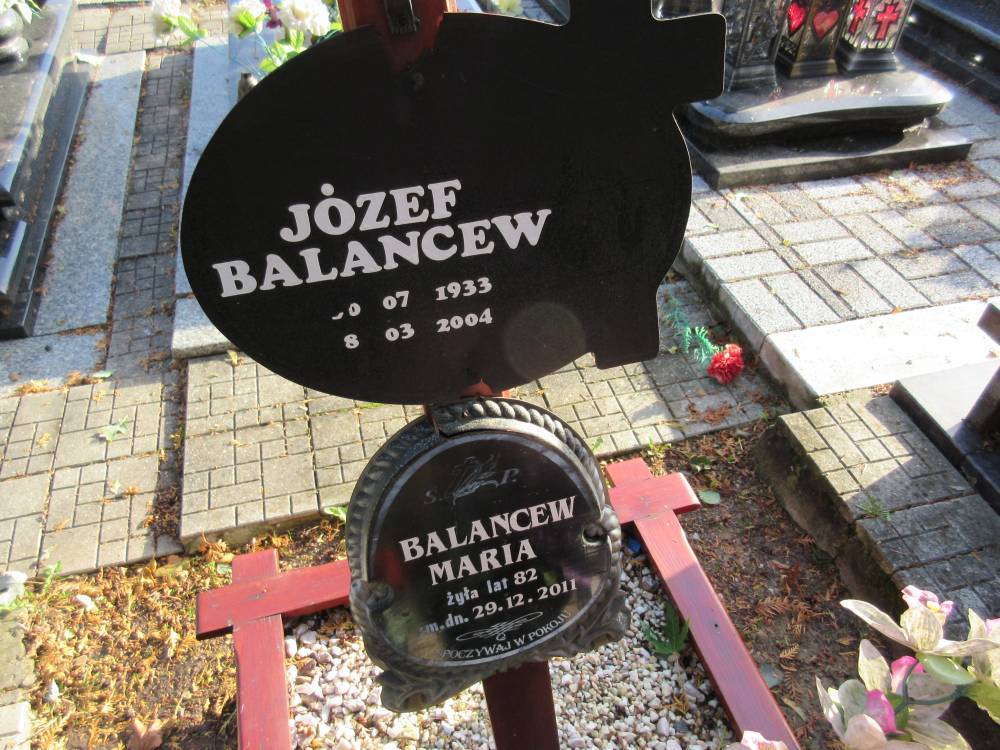 JÓZEF
BALANCEW
07 1933
8 03 2004
Ś. P.
BALANCEW
MARIA
żyła lat 82
zm.dn. 29.12. 2011
POCZYWAJ W POKOJU